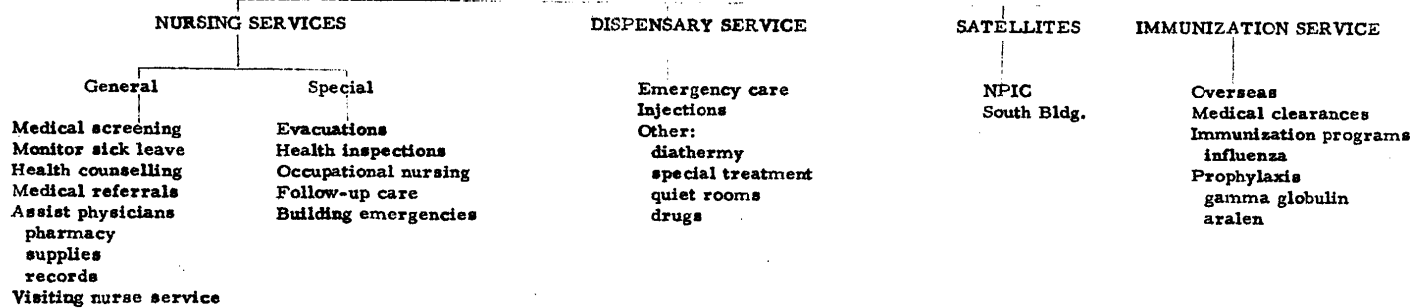 NURSING SERVICES
General
Medical screening
Monitor sick leave
Health counselling
Medical referrals
Assist physicians
pharmacy
supplies
records
Visiting nurse service
Special
Evacuations
Health inspections
Occupational nursing
Follow-up care
Building emergencies
DISPENSARY SERVICE
Emergency care
Injections
Other:
diathermy
special treatment
quiet rooms
drugs
SATELLITES
NPIC
South Bldg.
IMMUNIZATION SERVICE
Overseas
Medical clearances
Immunization programs
influenza
Prophylaxis
gamma globulin
aralen